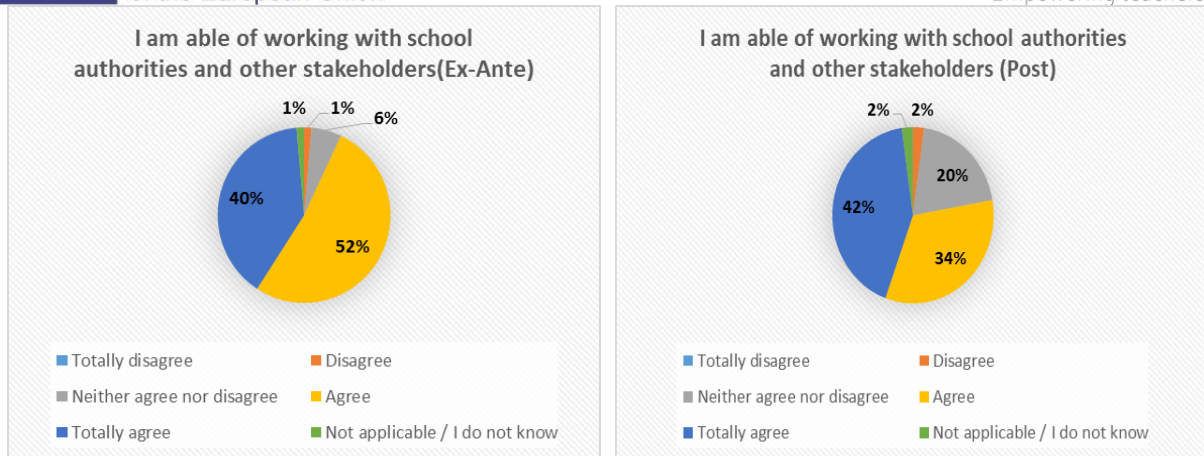 I am able of working with school
authorities and other stakeholders(Ex-Ante)
1%
1%
6%
40%
52%
Totally disagree
Disagree
Neither agree nor disagree
Agree
Totally agree
Not applicable / I do not know
I am able of working with school authorities
and other stakeholders (Post)
2%
2%
20%
42%
34%
Totally disagree
Disagree
Neither agree nor disagree
Agree
Totally agree
Not applicable / I do not know